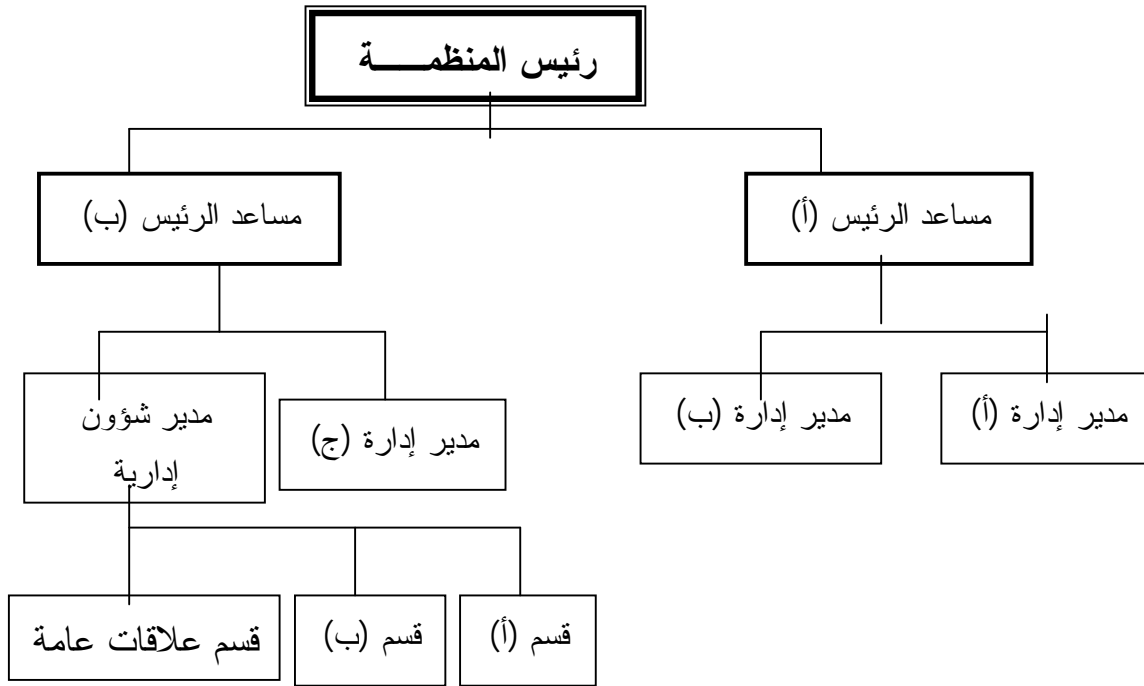 رئيس المنظمـــــة
مساعد الرئيس (أ)
مساعد الرئيس (ب)
مدير إدارة (أ)
مدير إدارة (ب)
مدير إدارة (ج)
مدير شؤون
إدارية
قسم (أ)
قسم (ب)
قسم علاقات عامة